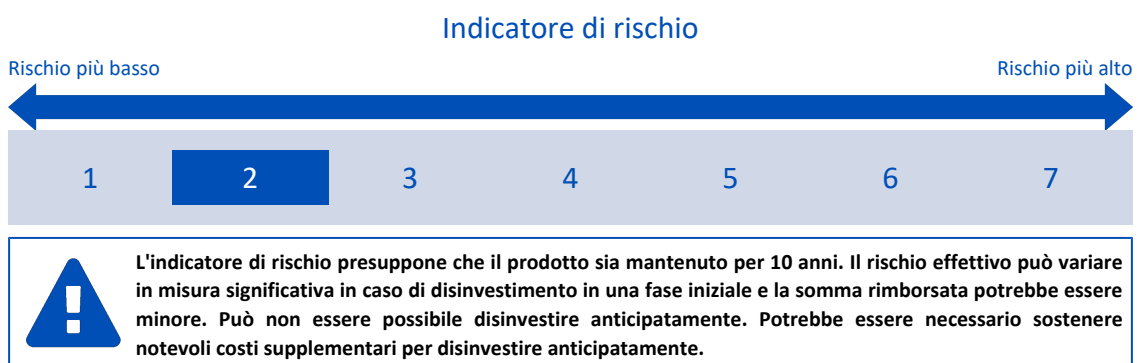 Indicatore di rischio
Rischio più basso Rischio più alto
1 2 3 4 5 6 7
L'indicatore di rischio presuppone che il prodotto sia mantenuto per 10 anni. Il rischio effettivo può variare
in misura significativa in caso di disinvestimento in una fase iniziale e la somma rimborsata potrebbe essere
minore. Può non essere possibile disinvestire anticipatamente. Potrebbe essere necessario sostenere
notevoli costi supplementari per disinvestire anticipatamente.